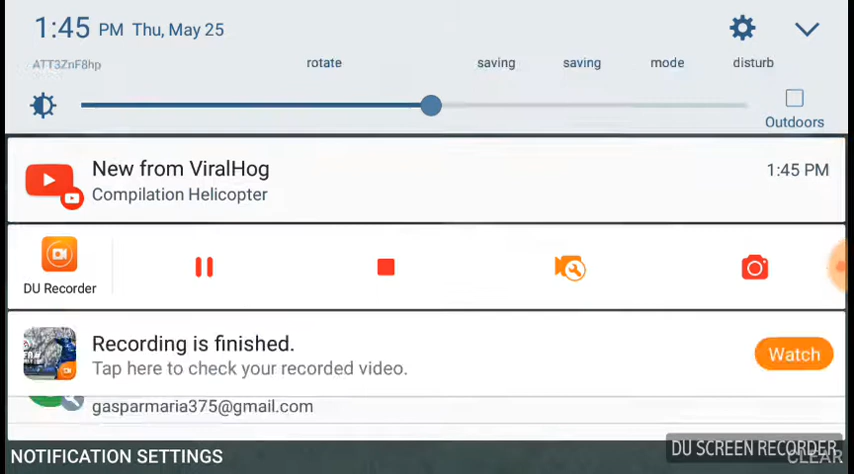 1:45 PM Thu, May 25
ATT3ZnF8hp rotate saving saving mode disturb
Outdoors
New from ViralHog 1:45 PM
Compilation Helicopter
DU Recorder
Recording is finished.
Tap here to check your recorded video.
Watch
gasparmaria375@gmail.com
NOTIFICATION SETTINGS
CLEAR
DU SCREEN RECORDER